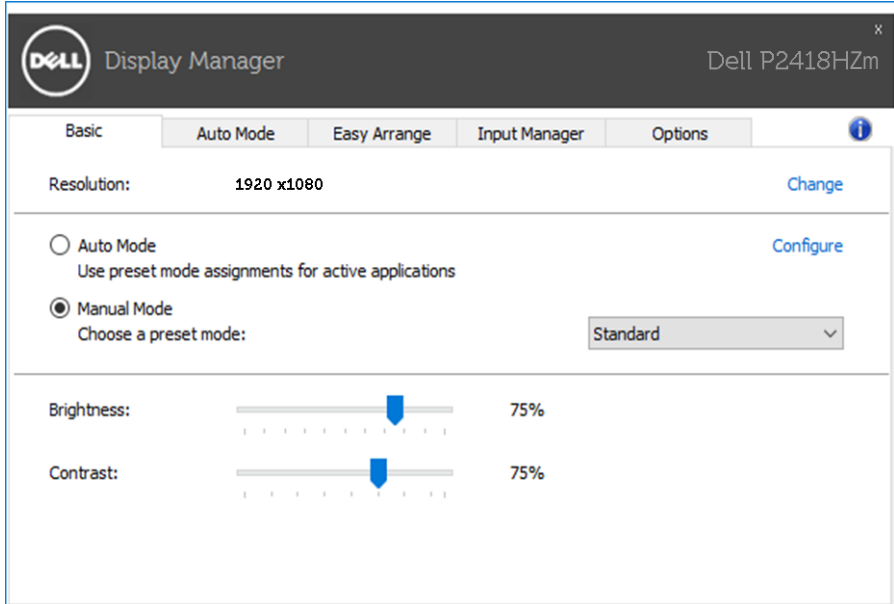 DELL Display Manager Dell P2418HZm
x
Basic Auto Mode Easy Arrange Input Manager Options i
Resolution: 1920 x1080 Change
Auto Mode Configure
Use preset mode assignments for active applications
Manual Mode
Choose a preset mode: Standard
Brightness: 75%
Contrast: 75%